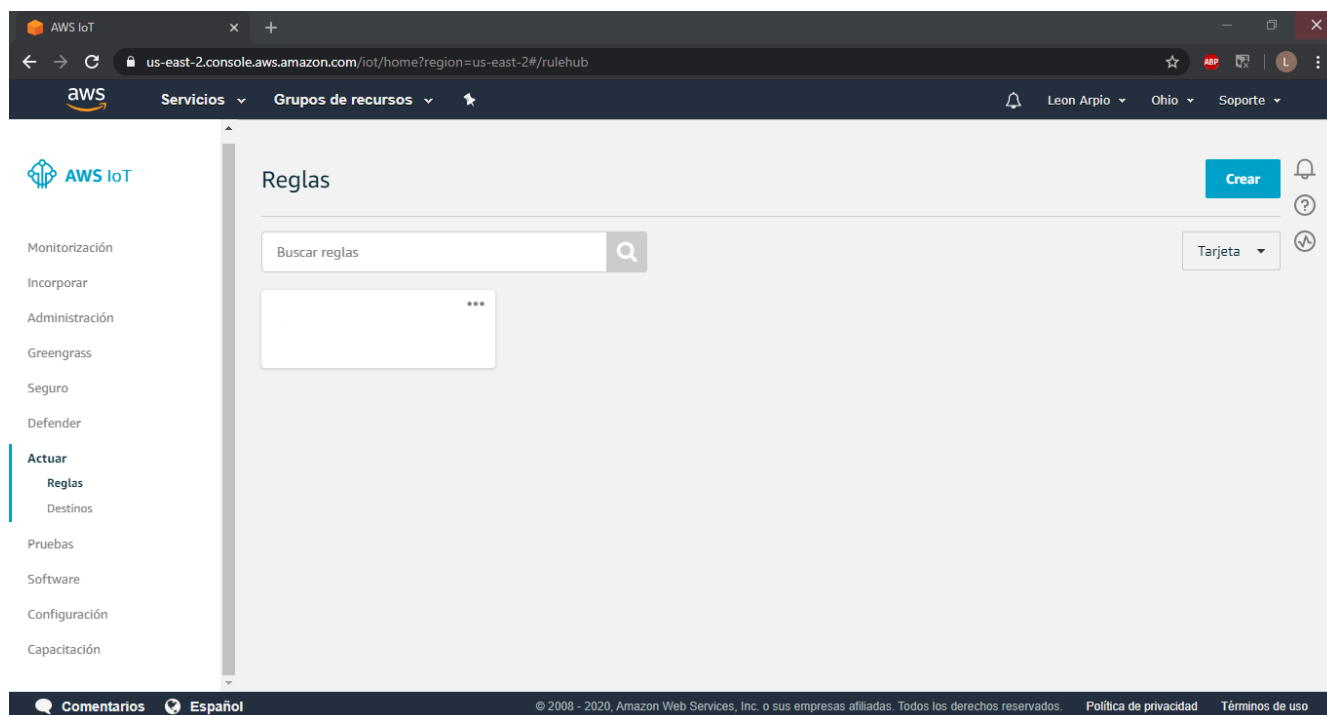 AWS IoT
us-east-2.console.aws.amazon.com/iot/home?region=us-east-2#/rulehub
ABP
L
aws Servicios Grupos de recursos Leon Arpio Ohio Soporte
AWS IoT
Reglas
Crear
Monitorización
Buscar reglas
Tarjeta
Incorporar
Administración
Greengrass
Seguro
Defender
Actuar
Reglas
Destinos
Pruebas
Software
Configuración
Capacitación
Comentarios Español © 2008 - 2020, Amazon Web Services, Inc. o sus empresas afiliadas. Todos los derechos reservados. Política de privacidad Términos de uso